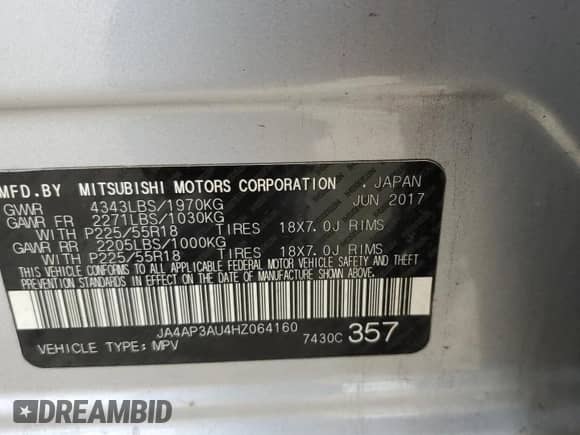 MFD.BY MITSUBISHI MOTORS CORPORATION . JAPAN
GVWR 4343LBS/1970KG JUN 2017
GAWR FR 2271LBS/1030KG
WITH P225/55R18 TIRES 18X7.0J RIMS
GAWR RR 2205LBS/1000KG
WITH P225/55R18 TIRES 18X7.0J RIMS
THIS VEHICLE CONFORMS TO ALL APPLICABLE FEDERAL MOTOR VEHICLE SAFETY AND THEFT
PREVENTION STANDARDS IN EFFECT ON THE DATE OF MANUFACTURE SHOWN ABOVE.
JA4AP3AU4HZ064160
VEHICLE TYPE: MPV 7430C 357
DREAMBID